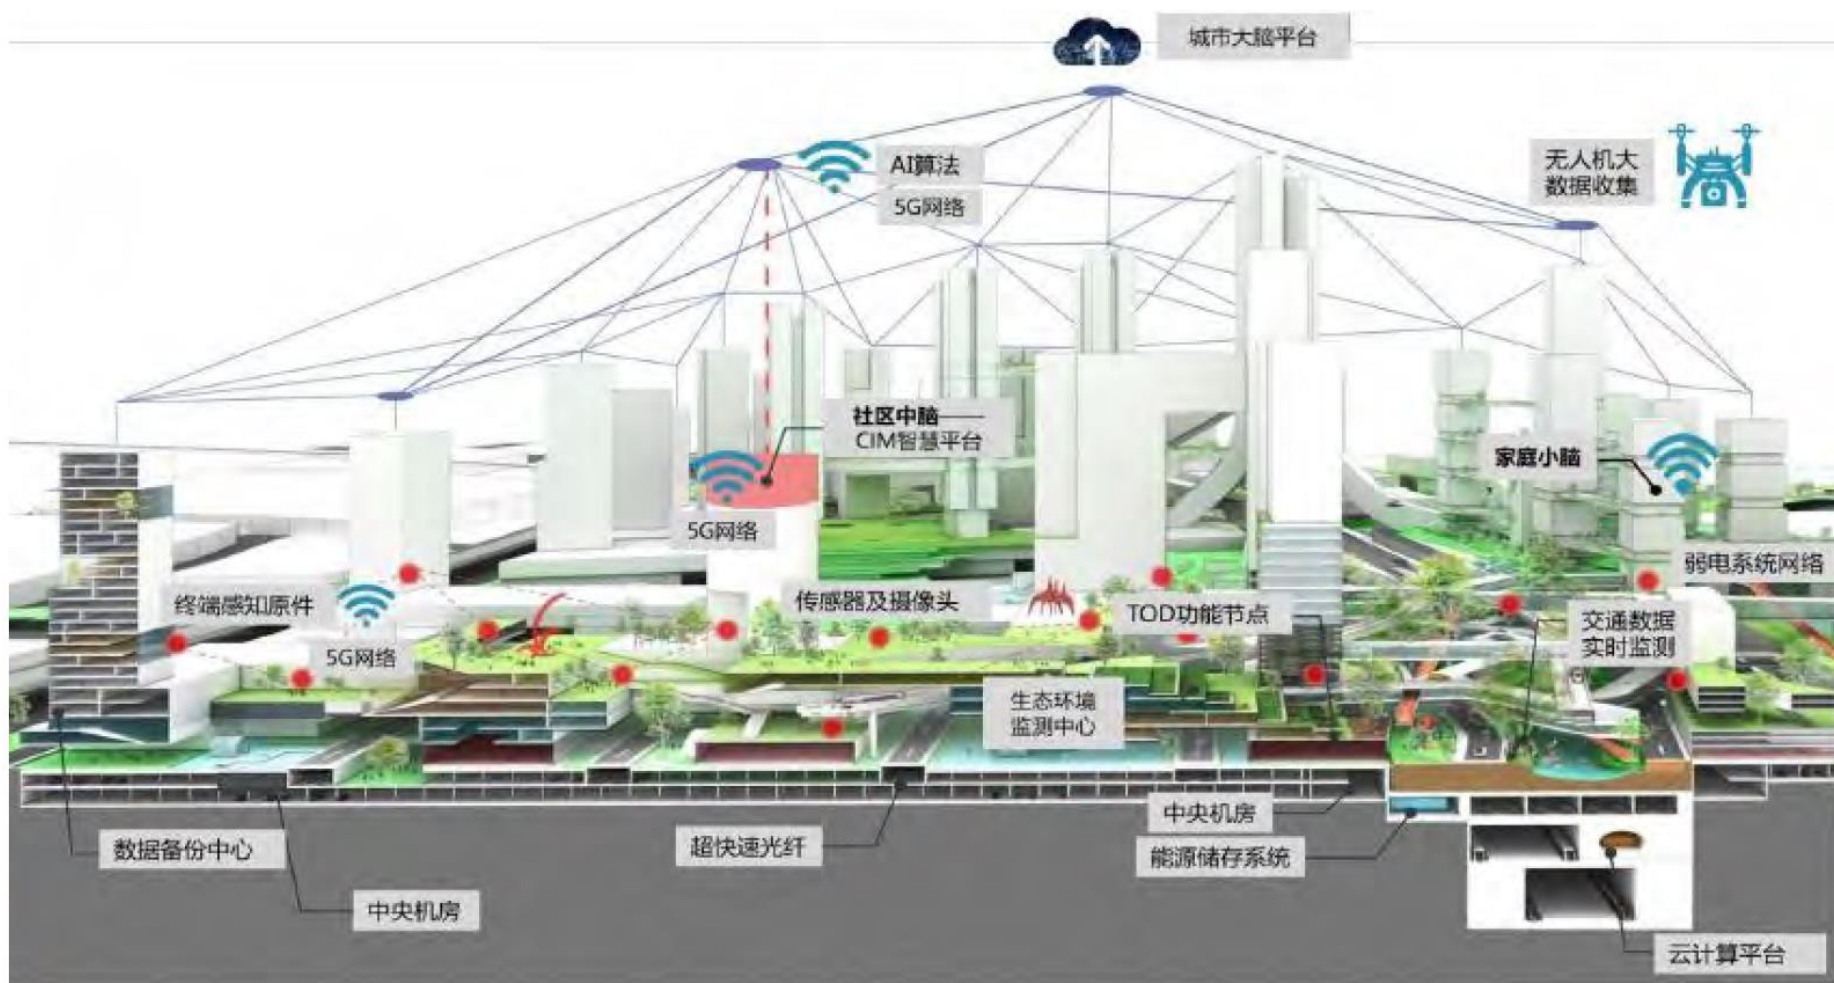 城市大脑平台
AI算法
5G网络
无人机大
数据收集
社区中脑——
CIM智慧平台
家庭小脑
5G网络
弱电系统网络
终端感知原件
传感器及摄像头
TOD功能节点
交通数据
实时监测
5G网络
生态环境
监测中心
中央机房
数据备份中心
超快速光纤
能源储存系统
中央机房
云计算平台